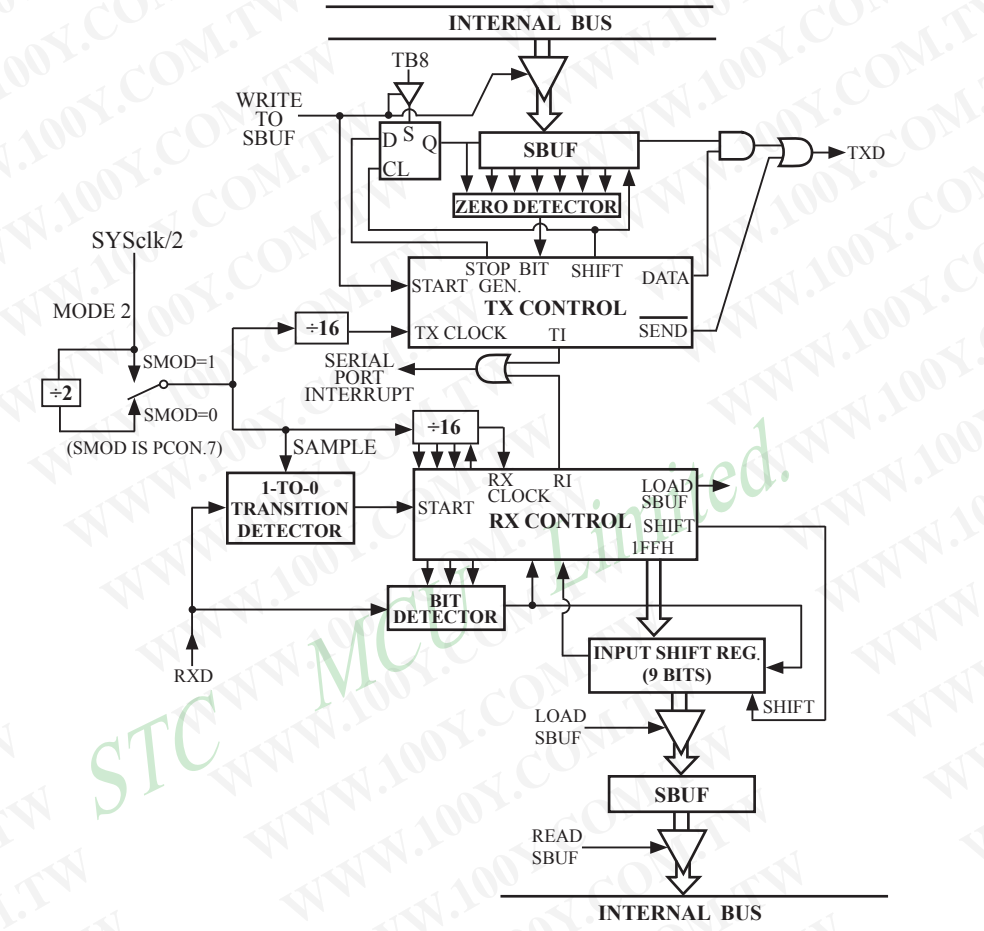 INTERNAL BUS
TB8
WRITE
TO
SBUF
D S Q
CL
SBUF
TXD
ZERO DETECTOR
SYSclk/2
STOP BIT SHIFT
GEN.
START
DATA
TX CONTROL
MODE 2
÷16
TX CLOCK
TI
SEND
SERIAL
PORT
INTERRUPT
SMOD=1
÷2
SMOD=0
(SMOD IS PCON.7)
÷16
SAMPLE
1-TO-0
TRANSITION
DETECTOR
RX
CLOCK
RI
LOAD
SBUF
START
RX CONTROL
SHIFT
1FFH
BIT
DETECTOR
RXD
INPUT SHIFT REG.
(9 BITS)
SHIFT
LOAD
SBUF
SBUF
READ
SBUF
INTERNAL BUS
STC MCU Limited.
WWW.100Y.COM.TW